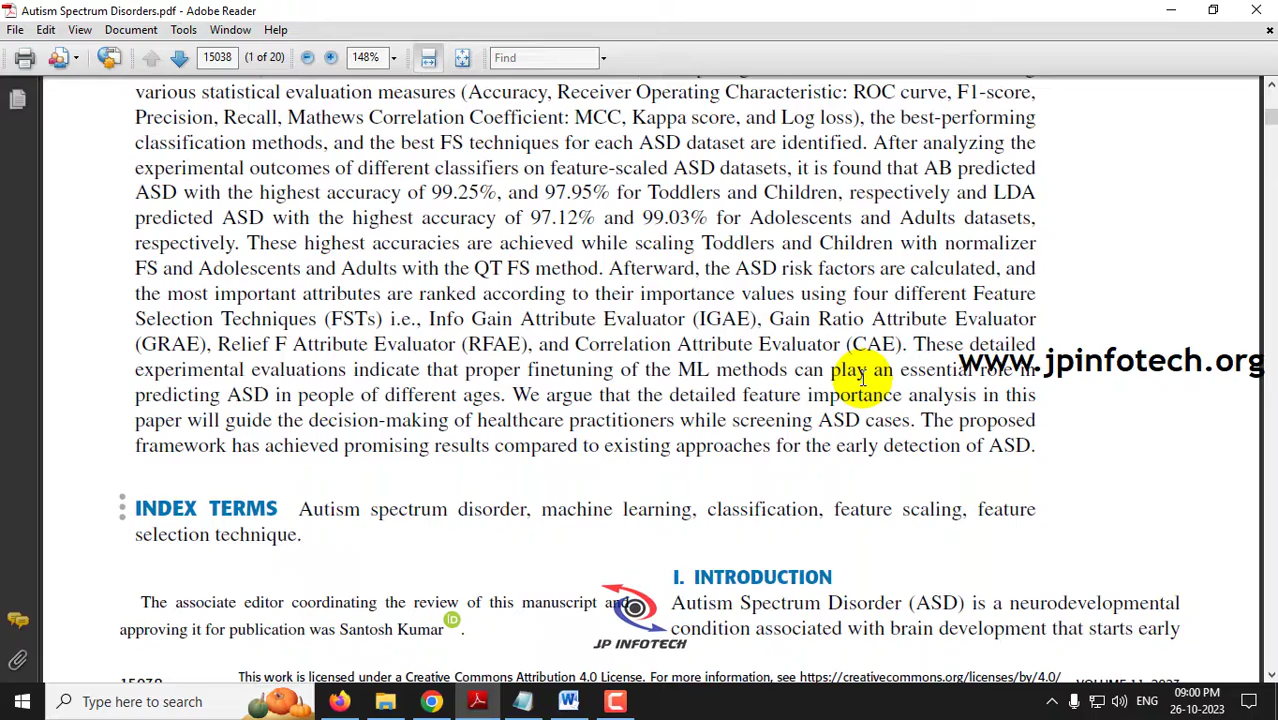 Autism Spectrum Disorders.pdf - Adobe Reader
File Edit View Document Tools Window Help
15038 (1 of 20) 148% Find
various statistical evaluation measures (Accuracy, Receiver Operating Characteristic: ROC curve, F1-score,
Precision, Recall, Mathews Correlation Coefficient: MCC, Kappa score, and Log loss), the best-performing
classification methods, and the best FS techniques for each ASD dataset are identified. After analyzing the
experimental outcomes of different classifiers on feature-scaled ASD datasets, it is found that AB predicted
ASD with the highest accuracy of 99.25%, and 97.95% for Toddlers and Children, respectively and LDA
predicted ASD with the highest accuracy of 97.12% and 99.03% for Adolescents and Adults datasets,
respectively. These highest accuracies are achieved while scaling Toddlers and Children with normalizer
FS and Adolescents and Adults with the QT FS method. Afterward, the ASD risk factors are calculated, and
the most important attributes are ranked according to their importance values using four different Feature
Selection Techniques (FSTs) i.e., Info Gain Attribute Evaluator (IGAE), Gain Ratio Attribute Evaluator
(GRAE), Relief F Attribute Evaluator (RFAE), and Correlation Attribute Evaluator (CAE). These detailed
www.jpinfotech.org
experimental evaluations indicate that proper finetuning of the ML methods can play an essential role in
predicting ASD in people of different ages. We argue that the detailed feature importance analysis in this
paper will guide the decision-making of healthcare practitioners while screening ASD cases. The proposed
framework has achieved promising results compared to existing approaches for the early detection of ASD.
INDEX TERMS Autism spectrum disorder, machine learning, classification, feature scaling, feature
selection technique.
The associate editor coordinating the review of this manuscript and
approving it for publication was Santosh Kumar iD .
JP INFOTECH
I. INTRODUCTION
Autism Spectrum Disorder (ASD) is a neurodevelopmental
condition associated with brain development that starts early
This work is licensed under a Creative Commons Attribution 4.0 License. For more information, see https://creativecommons.org/licenses/by/4.0/
15038 VOLUME 11, 2023
Type here to search
ENG
09:00 PM
26-10-2023